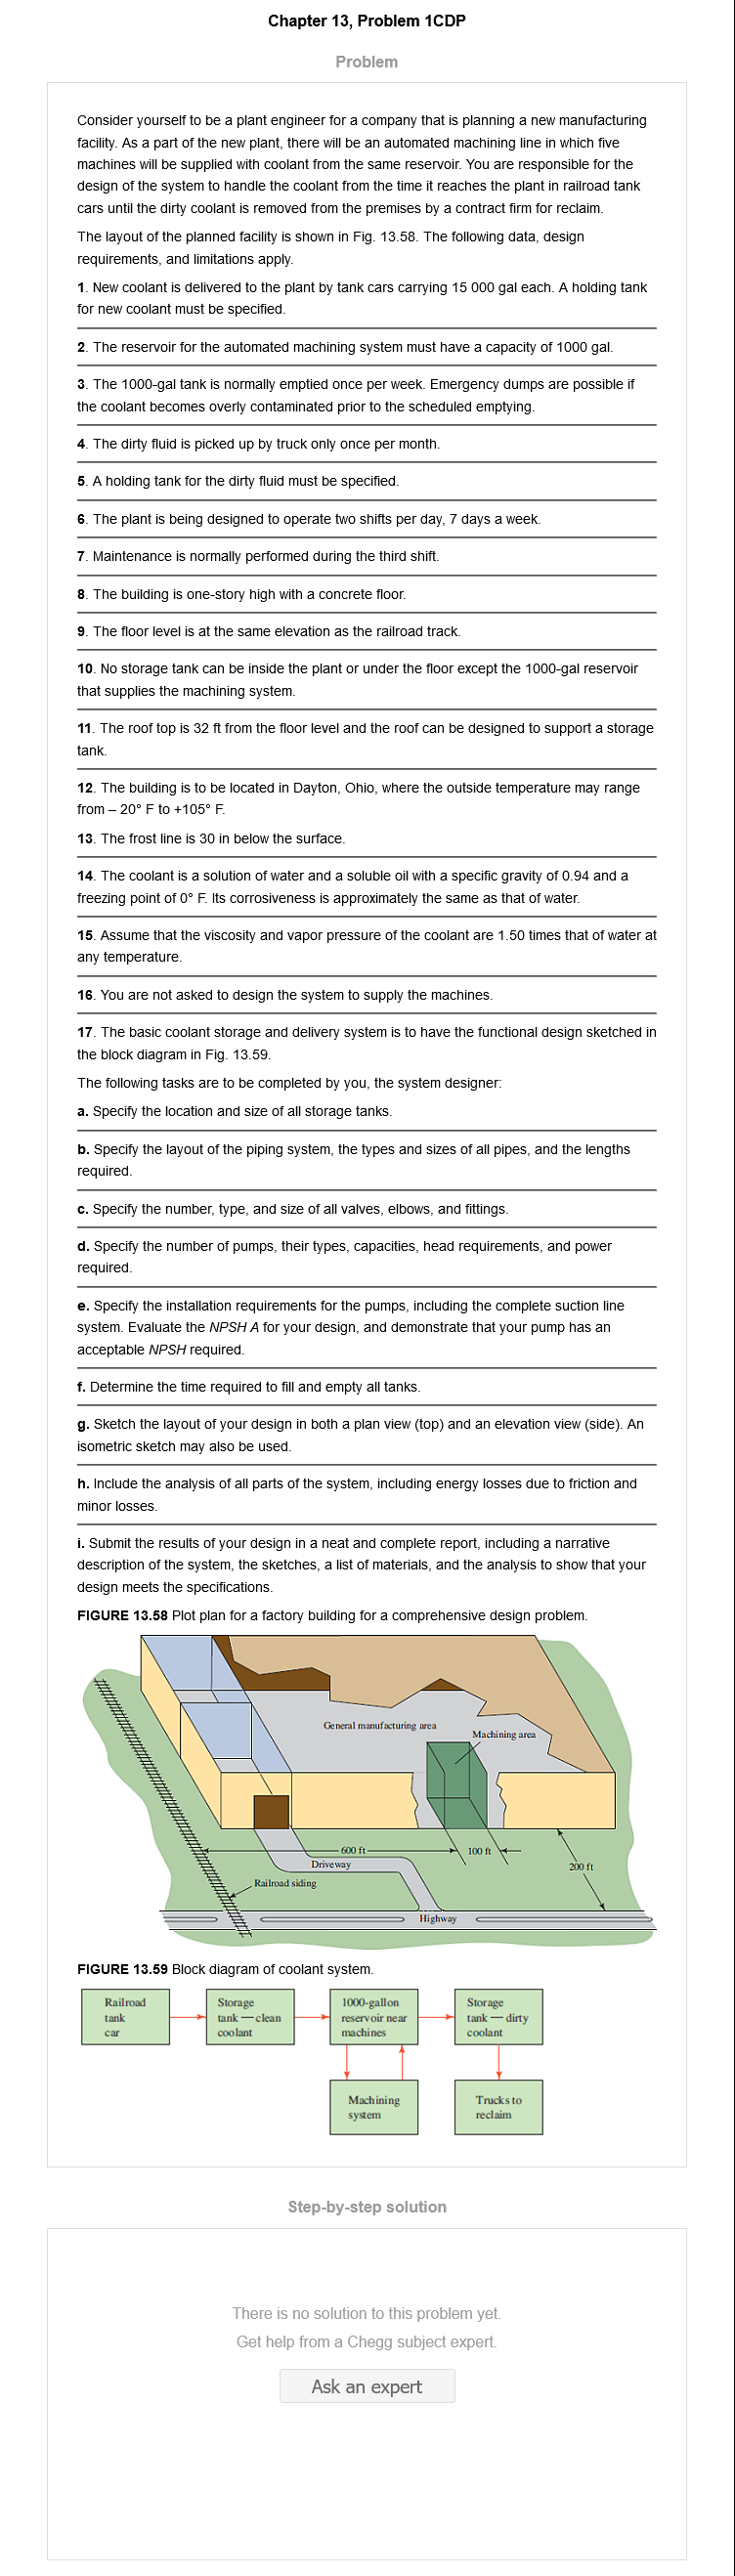 Chapter 13, Problem 1CDP
Problem
Consider yourself to be a plant engineer for a company that is planning a new manufacturing
facility. As a part of the new plant, there will be an automated machining line in which five
machines will be supplied with coolant from the same reservoir. You are responsible for the
design of the system to handle the coolant from the time it reaches the plant in railroad tank
cars until the dirty coolant is removed from the premises by a contract firm for reclaim.
The layout of the planned facility is shown in Fig. 13.58. The following data, design
requirements, and limitations apply.
1. New coolant is delivered to the plant by tank cars carrying 15 000 gal each. A holding tank
for new coolant must be specified.
2. The reservoir for the automated machining system must have a capacity of 1000 gal.
3. The 1000-gal tank is normally emptied once per week. Emergency dumps are possible if
the coolant becomes overly contaminated prior to the scheduled emptying.
4. The dirty fluid is picked up by truck only once per month.
5. A holding tank for the dirty fluid must be specified.
6. The plant is being designed to operate two shifts per day, 7 days a week.
7. Maintenance is normally performed during the third shift.
8. The building is one-story high with a concrete floor.
9. The floor level is at the same elevation as the railroad track.
10. No storage tank can be inside the plant or under the floor except the 1000-gal reservoir
that supplies the machining system.
11. The roof top is 32 ft from the floor level and the roof can be designed to support a storage
tank.
12. The building is to be located in Dayton, Ohio, where the outside temperature may range
from – 20° F to +105° F.
13. The frost line is 30 in below the surface.
14. The coolant is a solution of water and a soluble oil with a specific gravity of 0.94 and a
freezing point of 0° F. Its corrosiveness is approximately the same as that of water.
15. Assume that the viscosity and vapor pressure of the coolant are 1.50 times that of water at
any temperature.
16. You are not asked to design the system to supply the machines.
17. The basic coolant storage and delivery system is to have the functional design sketched in
the block diagram in Fig. 13.59.
The following tasks are to be completed by you, the system designer:
a. Specify the location and size of all storage tanks.
b. Specify the layout of the piping system, the types and sizes of all pipes, and the lengths
required.
c. Specify the number, type, and size of all valves, elbows, and fittings.
d. Specify the number of pumps, their types, capacities, head requirements, and power
required.
e. Specify the installation requirements for the pumps, including the complete suction line
system. Evaluate the NPSH A for your design, and demonstrate that your pump has an
acceptable NPSH required.
f. Determine the time required to fill and empty all tanks.
g. Sketch the layout of your design in both a plan view (top) and an elevation view (side). An
isometric sketch may also be used.
h. Include the analysis of all parts of the system, including energy losses due to friction and
minor losses.
i. Submit the results of your design in a neat and complete report, including a narrative
description of the system, the sketches, a list of materials, and the analysis to show that your
design meets the specifications.
FIGURE 13.58 Plot plan for a factory building for a comprehensive design problem.
General manufacturing area
Machining area
600 ft
100 ft
Driveway
200 ft
Railroad siding
Highway
FIGURE 13.59 Block diagram of coolant system.
Railroad
tank
car
Storage
tank — clean
coolant
1000-gallon
reservoir near
machines
Storage
tank — dirty
coolant
Machining
system
Trucks to
reclaim
Step-by-step solution
There is no solution to this problem yet.
Get help from a Chegg subject expert.
Ask an expert